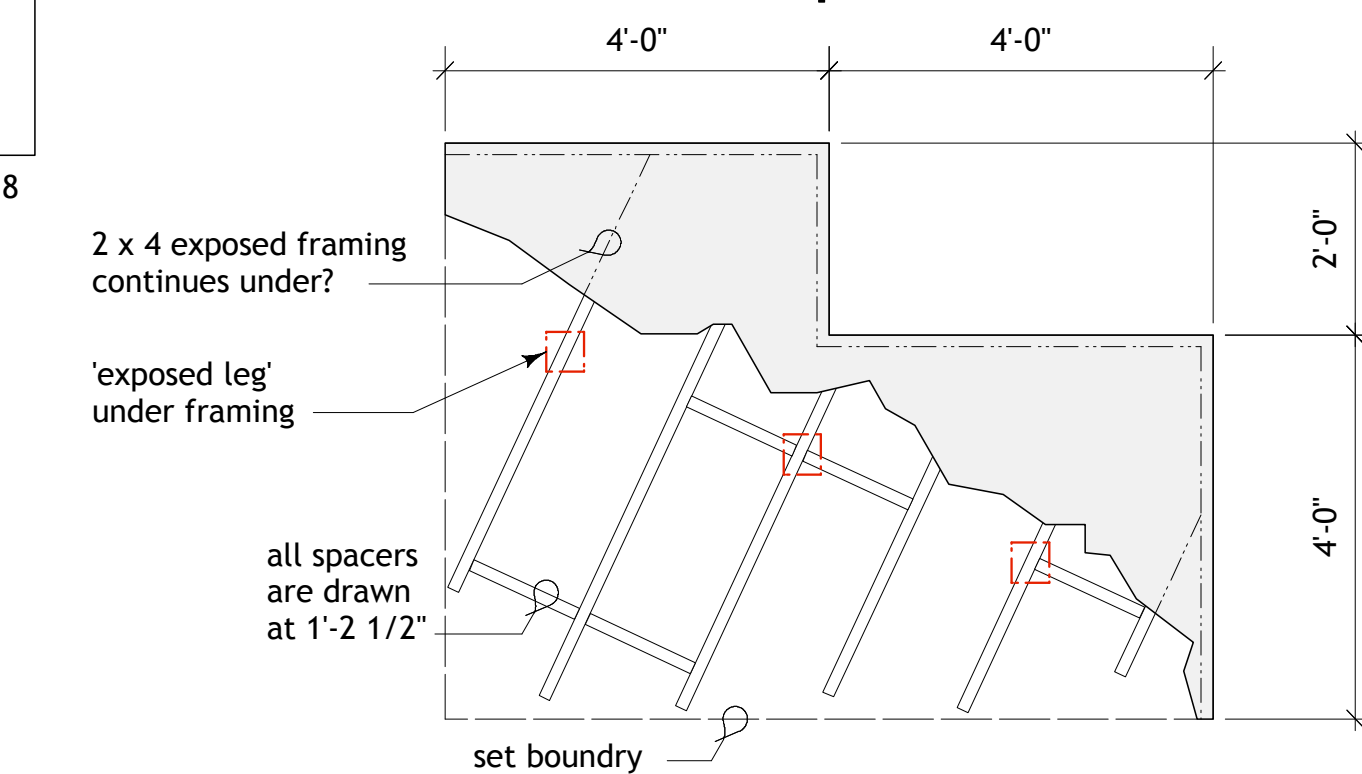 4'-0"
4'-0"
8
2'-0"
2 x 4 exposed framing
continues under?
'exposed leg'
under framing
4'-0"
all spacers
are drawn
at 1'-2 1/2"
set boundry